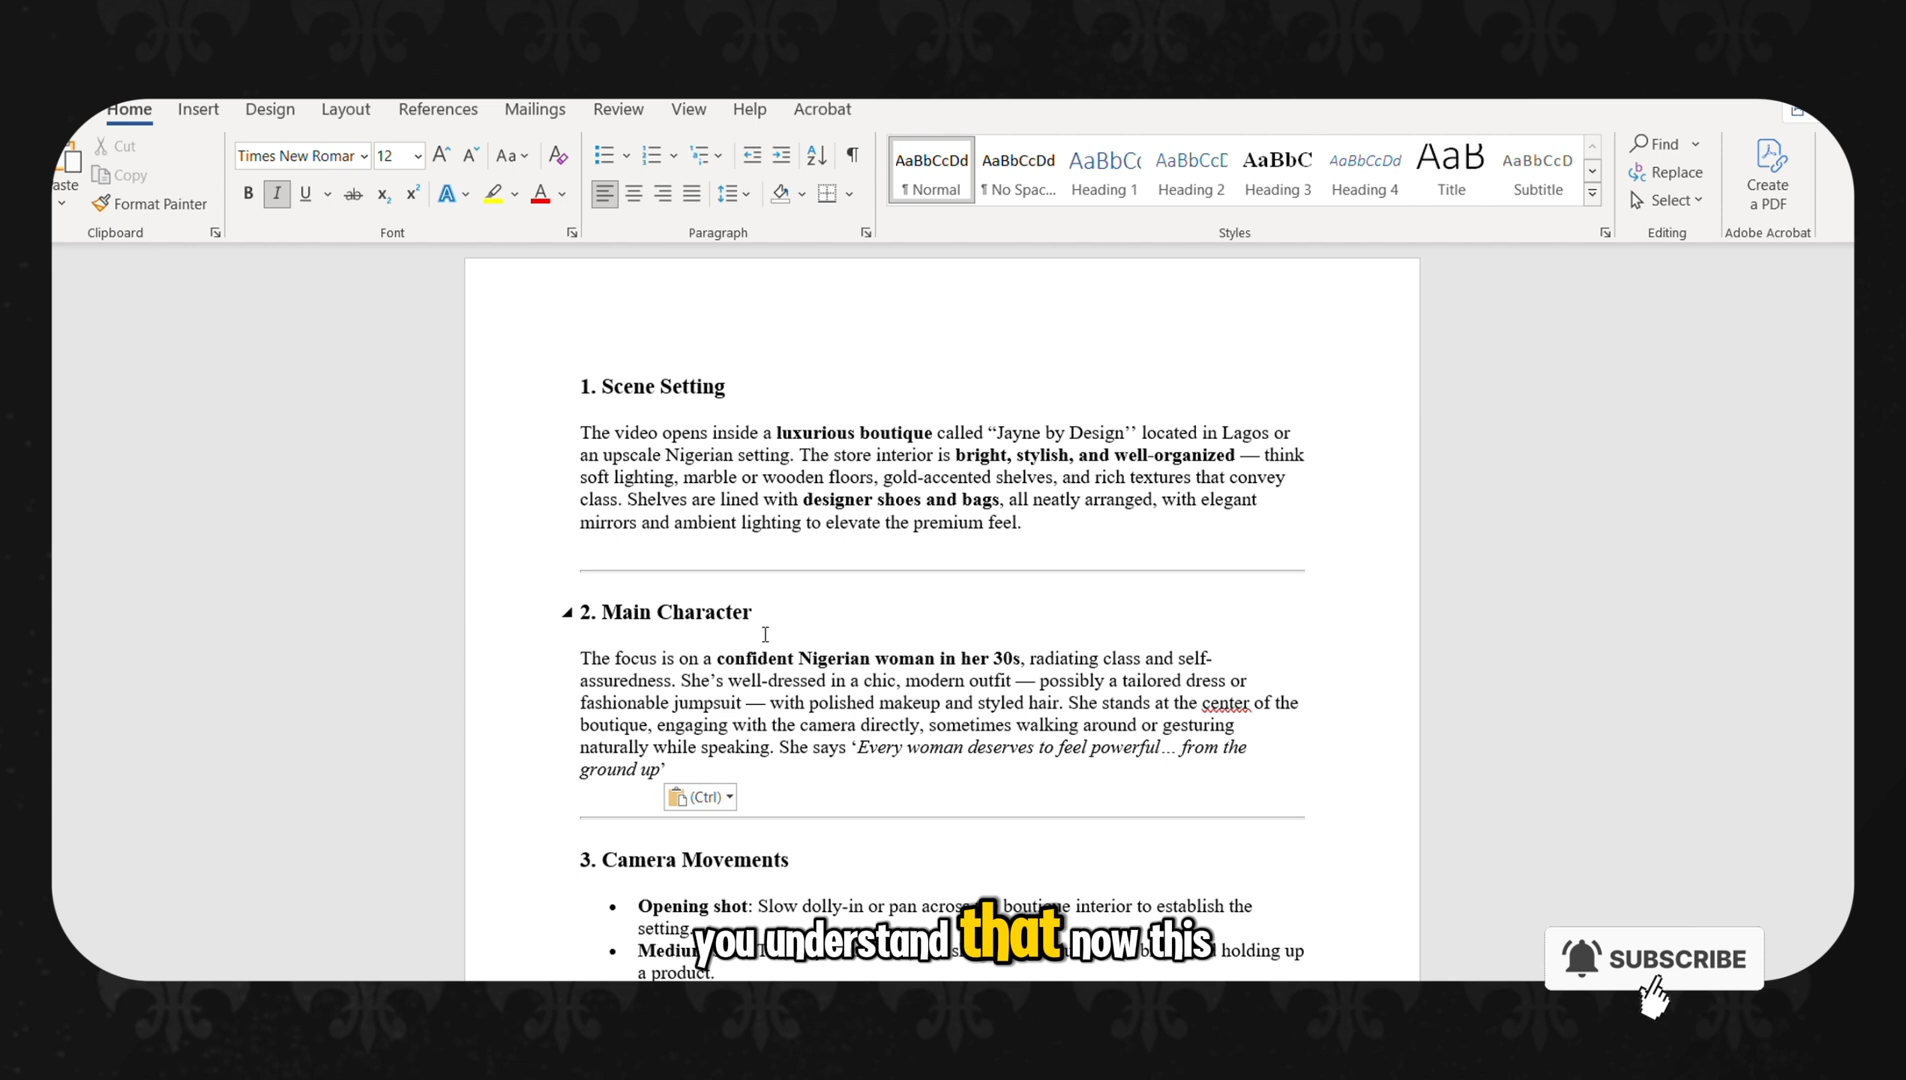 Home Insert Design Layout References Mailings Review View Help Acrobat
Cut
Copy
aste
Format Painter
Clipboard
Times New Romar 12
Aa
B I U ab x₂ x² A A
Font
Paragraph
AaBbCcDd AaBbCcDd AaBbC AaBbCcD AaBbC AaBbCcDd AaB AaBbCcD
¶ Normal ¶ No Spac... Heading 1 Heading 2 Heading 3 Heading 4 Title Subtitle
Styles
Find
Replace
Select
Editing
Create
a PDF
Adobe Acrobat
1. Scene Setting
The video opens inside a luxurious boutique called “Jayne by Design’’ located in Lagos or
an upscale Nigerian setting. The store interior is bright, stylish, and well-organized — think
soft lighting, marble or wooden floors, gold-accented shelves, and rich textures that convey
class. Shelves are lined with designer shoes and bags, all neatly arranged, with elegant
mirrors and ambient lighting to elevate the premium feel.
2. Main Character
The focus is on a confident Nigerian woman in her 30s, radiating class and self-
assuredness. She’s well-dressed in a chic, modern outfit — possibly a tailored dress or
fashionable jumpsuit — with polished makeup and styled hair. She stands at the center of the
boutique, engaging with the camera directly, sometimes walking around or gesturing
naturally while speaking. She says ‘Every woman deserves to feel powerful… from the
ground up’
(Ctrl)
3. Camera Movements
• Opening shot: Slow dolly-in or pan across boutique interior to establish the
setting.
• holding up
a product.
you understand that now this
SUBSCRIBE